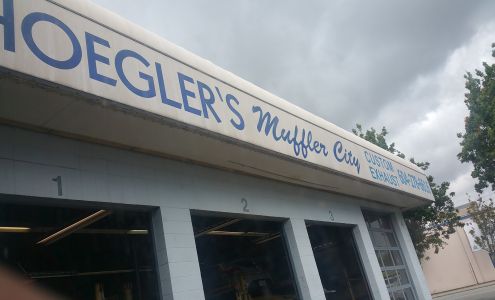 HOEGLER'S Muffler City
CUSTOM
EXHAUST
1
2
3